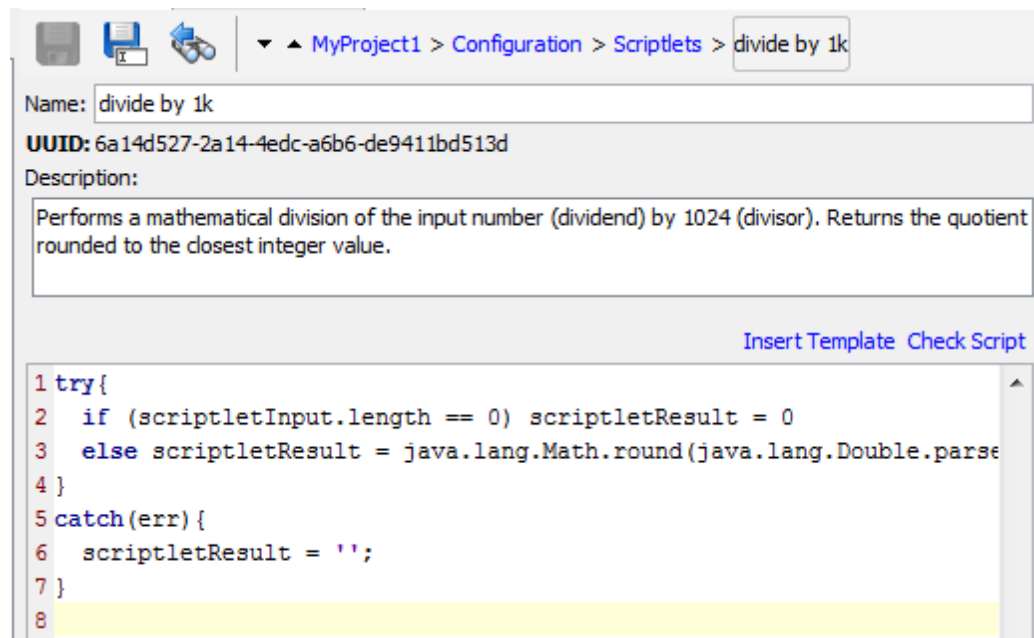 MyProject1 > Configuration > Scriptlets > divide by 1k
Name: divide by 1k
UUID: 6a14d527-2a14-4edc-a6b6-de9411bd513d
Description:
Performs a mathematical division of the input number (dividend) by 1024 (divisor). Returns the quotient
rounded to the closest integer value.
Insert Template Check Script
1 try{
2   if (scriptletInput.length == 0) scriptletResult = 0
3   else scriptletResult = java.lang.Math.round(java.lang.Double.parse
4 }
5 catch(err){
6   scriptletResult = '';
7 }
8